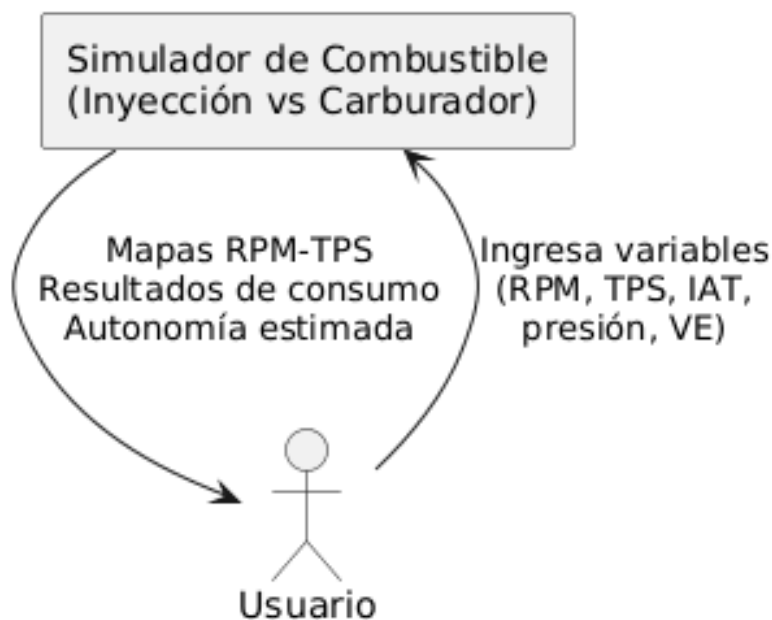 Simulador de Combustible
(Inyección vs Carburador)
Mapas RPM-TPS
Resultados de consumo
Autonomía estimada
Ingresa variables
(RPM, TPS, IAT,
presión, VE)
Usuario